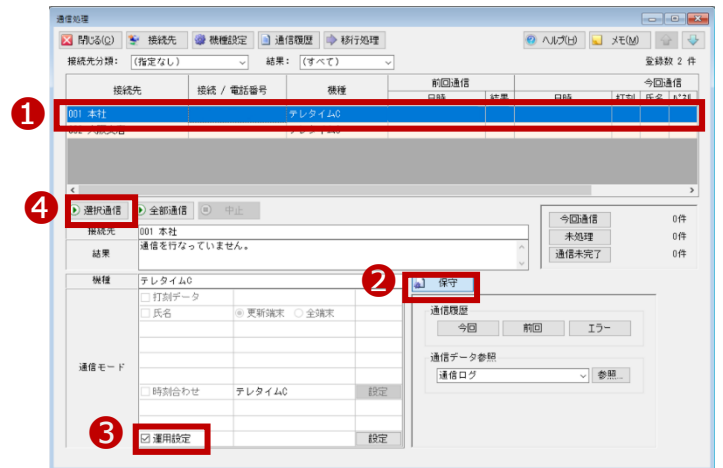 通信処理
閉じる(C) 接続先 機種設定 通信履歴 移行処理 ヘルプ(H) メモ(M)
接続先分類: (指定なし) 結果: (すべて) 登録数 2 件
接続先 接続 / 電話番号 機種 前回通信 今回通信
日時 結果 日時 打刻 氏名 ﾊﾟﾈﾙ
1
001 本社 テレタイムC
4
選択通信 全部通信 中止
今回通信 0件
接続先 001 本社
未処理 0件
結果 通信を行なっていません。
通信未完了 0件
機種 テレタイムC
2 保守
打刻データ
氏名 更新端末 全端末
通信履歴
今回 前回 エラー
通信データ参照
通信モード
通信ログ 参照...
時刻合わせ テレタイムC 設定
3
運用設定 設定